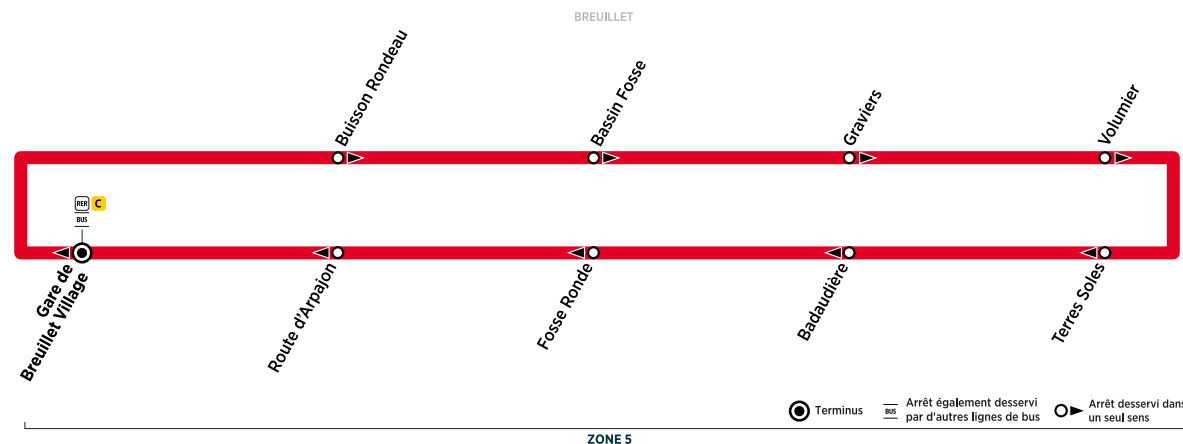 BREUILLET
Buisson Rondeau
Bassin Fosse
Graviers
Volumier
RER C
BUS
Gare de
Breuillet Village
Route d'Arpajon
Fosse Ronde
Badaudière
Terres Soles
Terminus
BUS
Arrêt également desservi
par d'autres lignes de bus
Arrêt desservi dans
un seul sens
ZONE 5